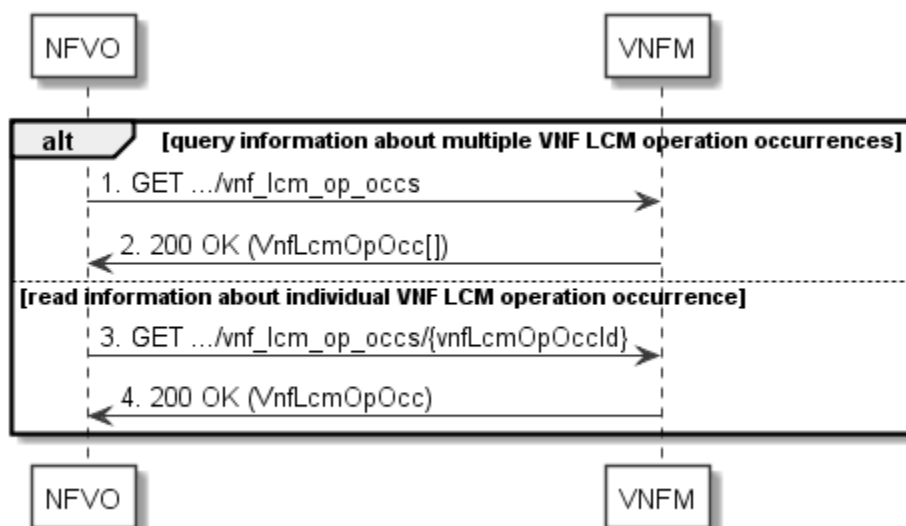 NFVO VNFM
alt [query information about multiple VNF LCM operation occurrences]
1. GET .../vnf_lcm_op_occs
2. 200 OK (VnfLcmOpOcc[])
[read information about individual VNF LCM operation occurrence]
3. GET .../vnf_lcm_op_occs/{vnfLcmOpOccId}
4. 200 OK (VnfLcmOpOcc)
NFVO VNFM